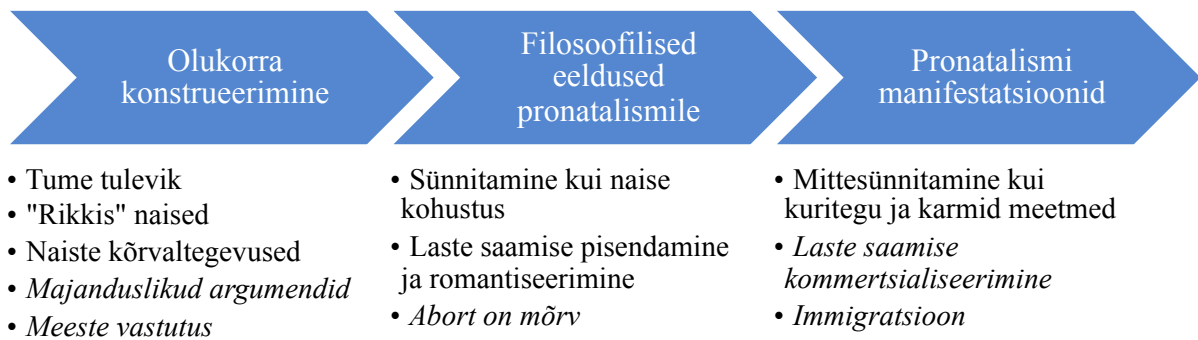 Olukorra
konstrueerimine
Filosoofilised
eeldused
pronatalismile
Pronatalismi
manifestatsioonid
• Tume tulevik
• "Rikkis" naised
• Naiste kõrvaltegevused
• Majanduslikud argumendid
• Meeste vastutus
• Sünnitamine kui naise
kohustus
• Laste saamise pisendamine
ja romantiseerimine
• Abort on mõrv
• Mittesünnitamine kui
kuritegu ja karmid meetmed
• Laste saamise
kommertsialiseerimine
• Immigratsioon